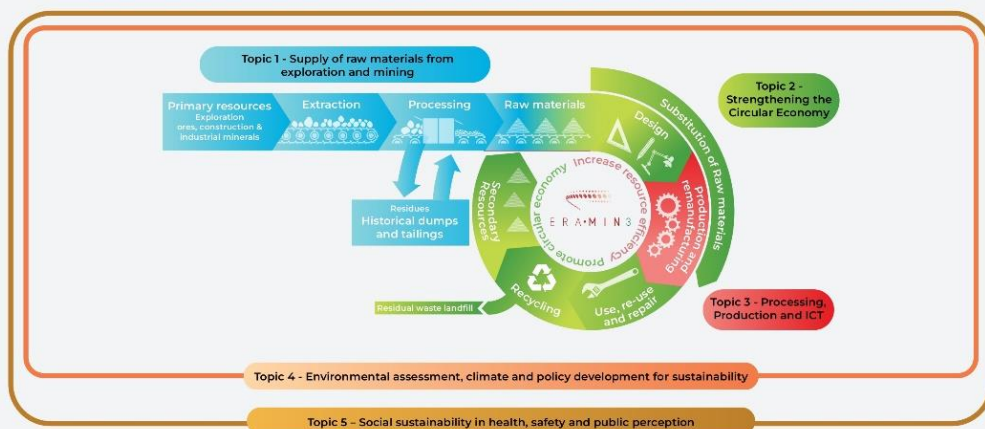 Topic 1 - Supply of raw materials from
exploration and mining
Primary resources
Exploration
ores, construction &
industrial minerals
Extraction
Processing
Raw materials
Design
Substitution of Raw materials
Topic 2 -
Strengthening the
Circular Economy
Production and
remanufacturing
Increase resource efficiency
promote circular economy
ERA·MIN3
Secondary
Resources
Residues
Historical dumps
and tailings
Recycling
Use, re-use
and repair
Residual waste landfill
Topic 3 - Processing,
Production and ICT
Topic 4 - Environmental assessment, climate and policy development for sustainability
Topic 5 – Social sustainability in health, safety and public perception